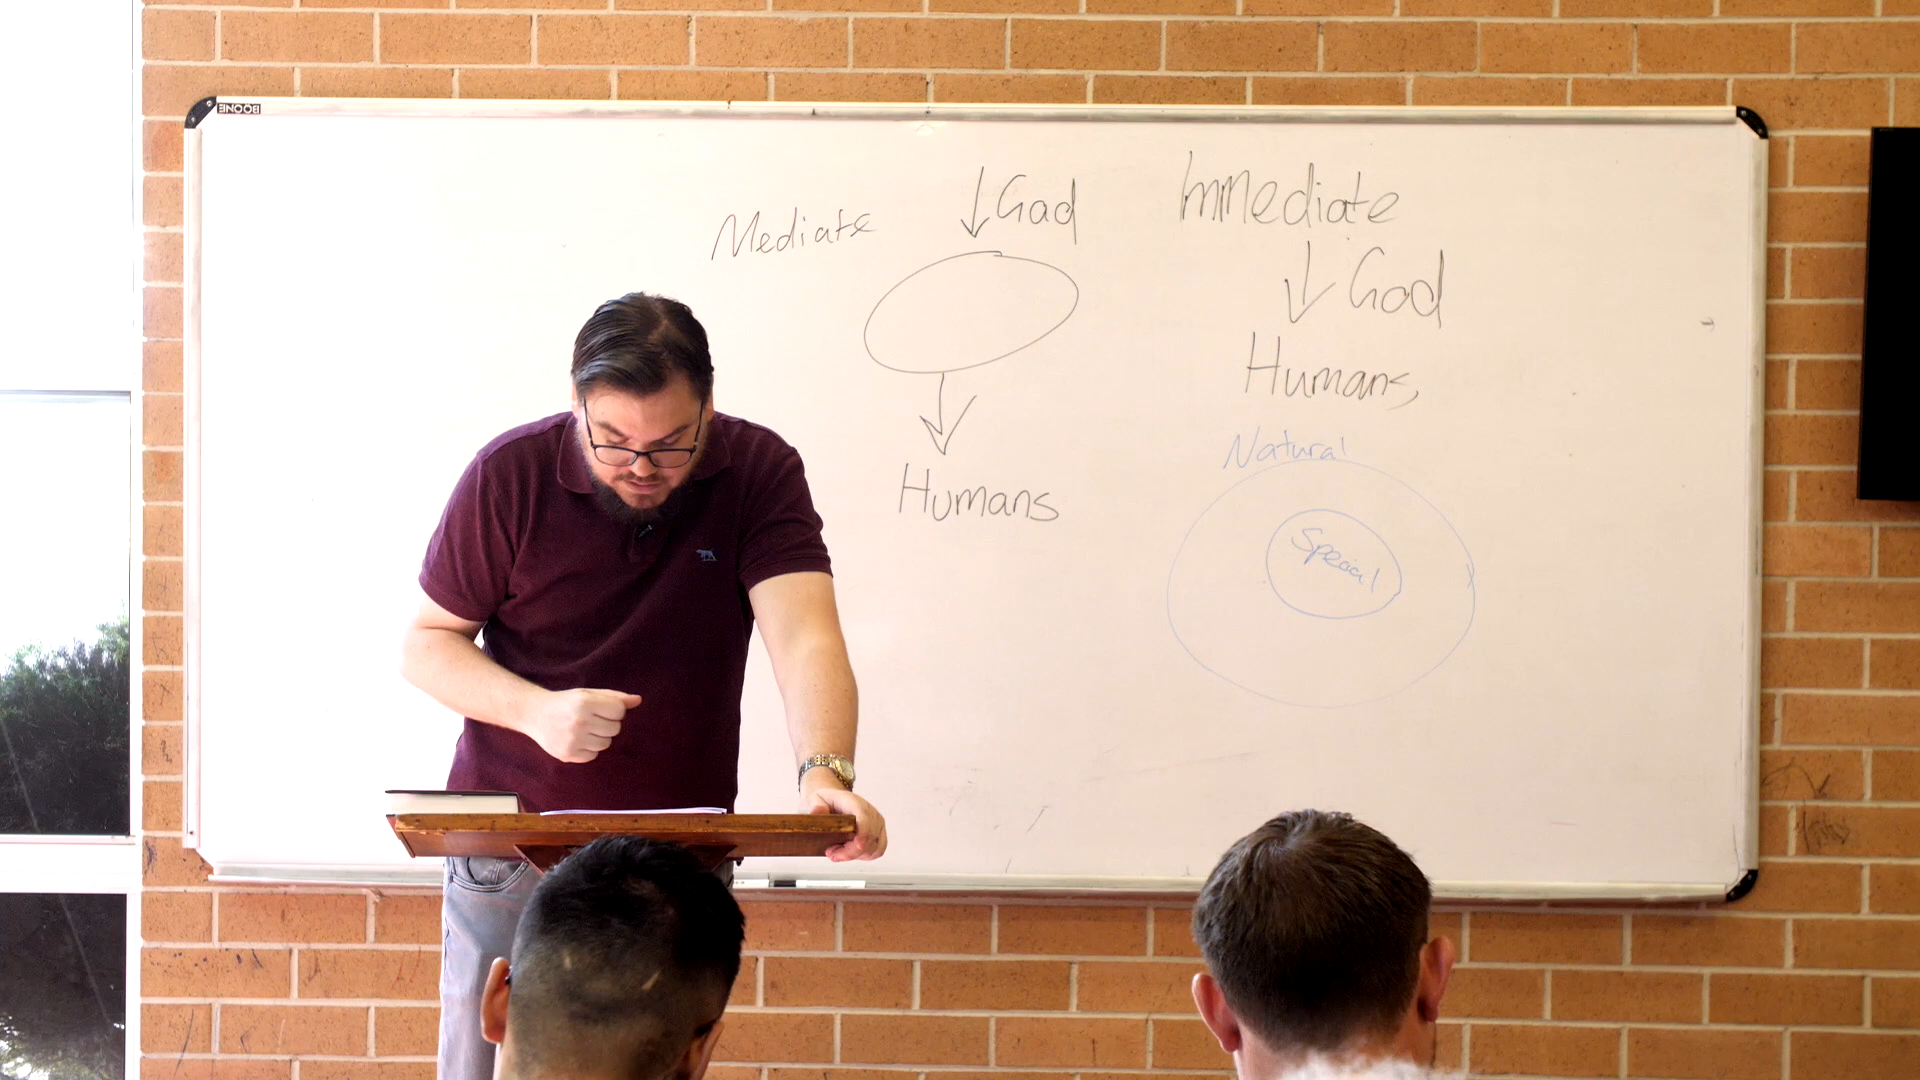 BOONE
Mediate
God
Humans
Immediate
God
Humans
Natural
Special